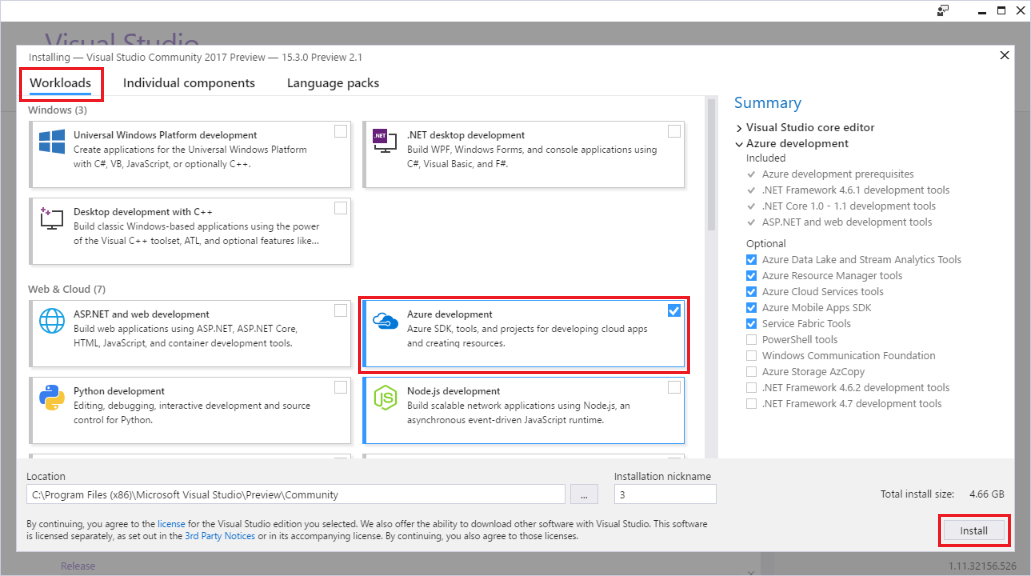 Visual Studio
Installing — Visual Studio Community 2017 Preview — 15.3.0 Preview 2.1
Workloads
Individual components
Language packs
Windows (3)
Universal Windows Platform development
Create applications for the Universal Windows Platform
with C#, VB, JavaScript, or optionally C++.
.NET
.NET desktop development
Build WPF, Windows Forms, and console applications using
C#, Visual Basic, and F#.
Desktop development with C++
Build classic Windows-based applications using the power
of the Visual C++ toolset, ATL, and optional features like...
Web & Cloud (7)
ASP.NET and web development
Build web applications using ASP.NET, ASP.NET Core,
HTML, JavaScript, and container development tools.
Azure development
Azure SDK, tools, and projects for developing cloud apps
and creating resources.
Python development
Editing, debugging, interactive development and source
control for Python.
JS
Node.js development
Build scalable network applications using Node.js, an
asynchronous event-driven JavaScript runtime.
Summary
Visual Studio core editor
Azure development
Included
Azure development prerequisites
.NET Framework 4.6.1 development tools
.NET Core 1.0 - 1.1 development tools
ASP.NET and web development tools
Optional
Azure Data Lake and Stream Analytics Tools
Azure Resource Manager tools
Azure Cloud Services tools
Azure Mobile Apps SDK
Service Fabric Tools
PowerShell tools
Windows Communication Foundation
Azure Storage AzCopy
.NET Framework 4.6.2 development tools
.NET Framework 4.7 development tools
Location
C:\Program Files (x86)\Microsoft Visual Studio\Preview\Community
...
Installation nickname
3
Total install size: 4.66 GB
By continuing, you agree to the license for the Visual Studio edition you selected. We also offer the ability to download other software with Visual Studio. This software
is licensed separately, as set out in the 3rd Party Notices or in its accompanying license. By continuing, you also agree to those licenses.
Install
Release
1.11.32156.526